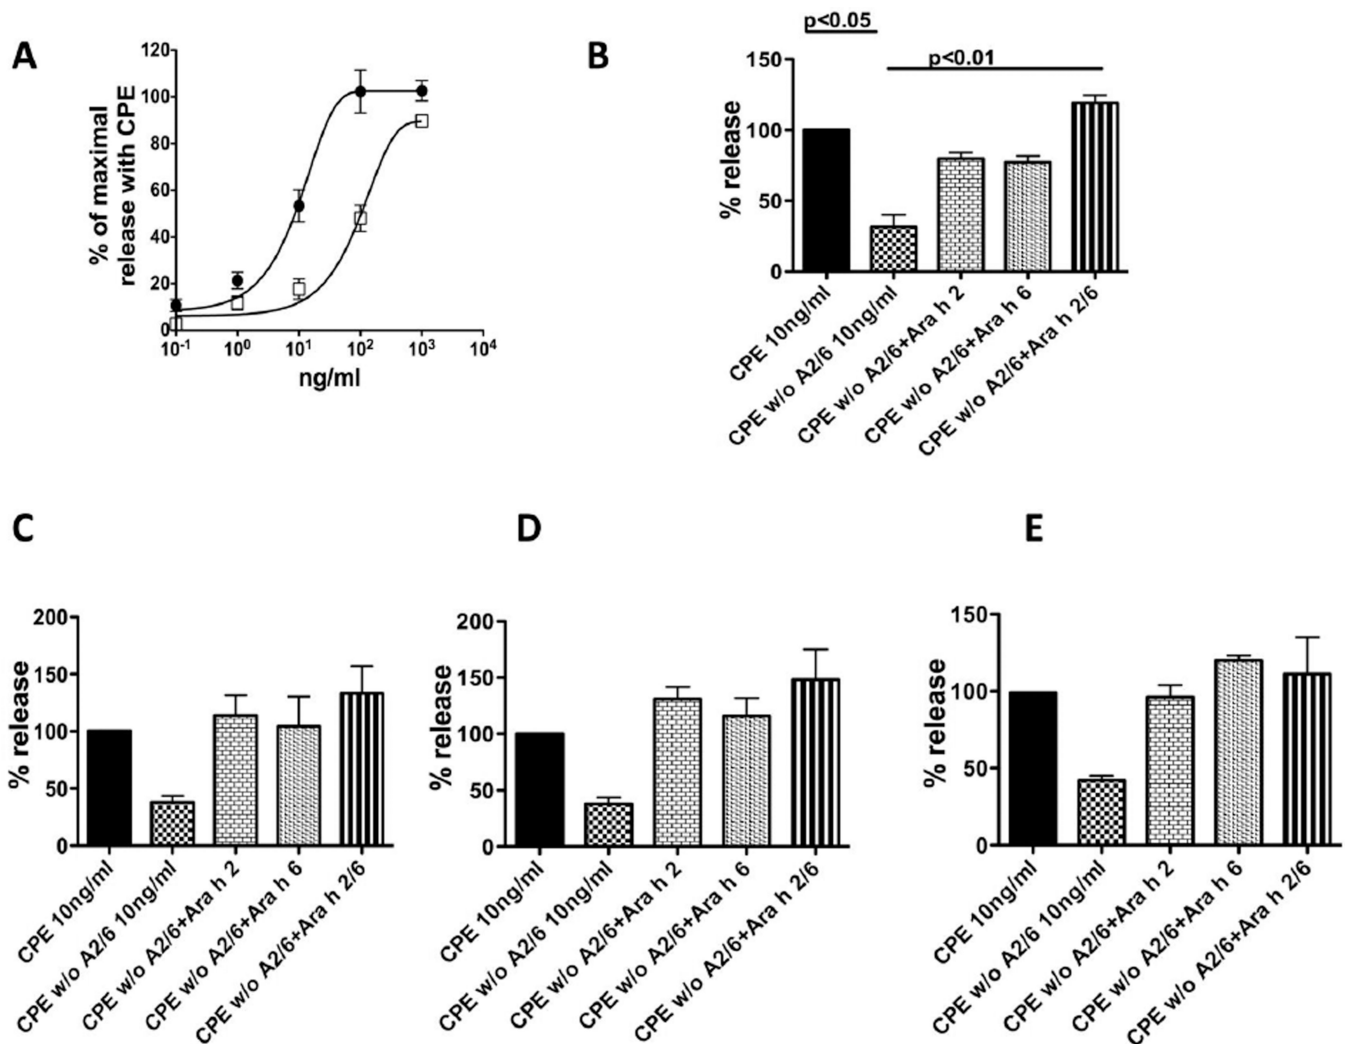 A
120
100
80
60
40
20
0
% of maximal
release with CPE
10-1
100
101
102
103
104
ng/ml
B
p<0.05
p<0.01
150
100
50
0
% release
CPE 10ng/ml
CPE w/o A2/6 10ng/ml
CPE w/o A2/6+Ara h 2
CPE w/o A2/6+Ara h 6
CPE w/o A2/6+Ara h 2/6
C
200
150
100
50
0
% release
CPE 10ng/ml
CPE w/o A2/6 10ng/ml
CPE w/o A2/6+Ara h 2
CPE w/o A2/6+Ara h 6
CPE w/o A2/6+Ara h 2/6
D
200
150
100
50
0
% release
CPE 10ng/ml
CPE w/o A2/6 10ng/ml
CPE w/o A2/6+Ara h 2
CPE w/o A2/6+Ara h 6
CPE w/o A2/6+Ara h 2/6
E
150
100
50
0
% release
CPE 10ng/ml
CPE w/o A2/6 10ng/ml
CPE w/o A2/6+Ara h 2
CPE w/o A2/6+Ara h 6
CPE w/o A2/6+Ara h 2/6